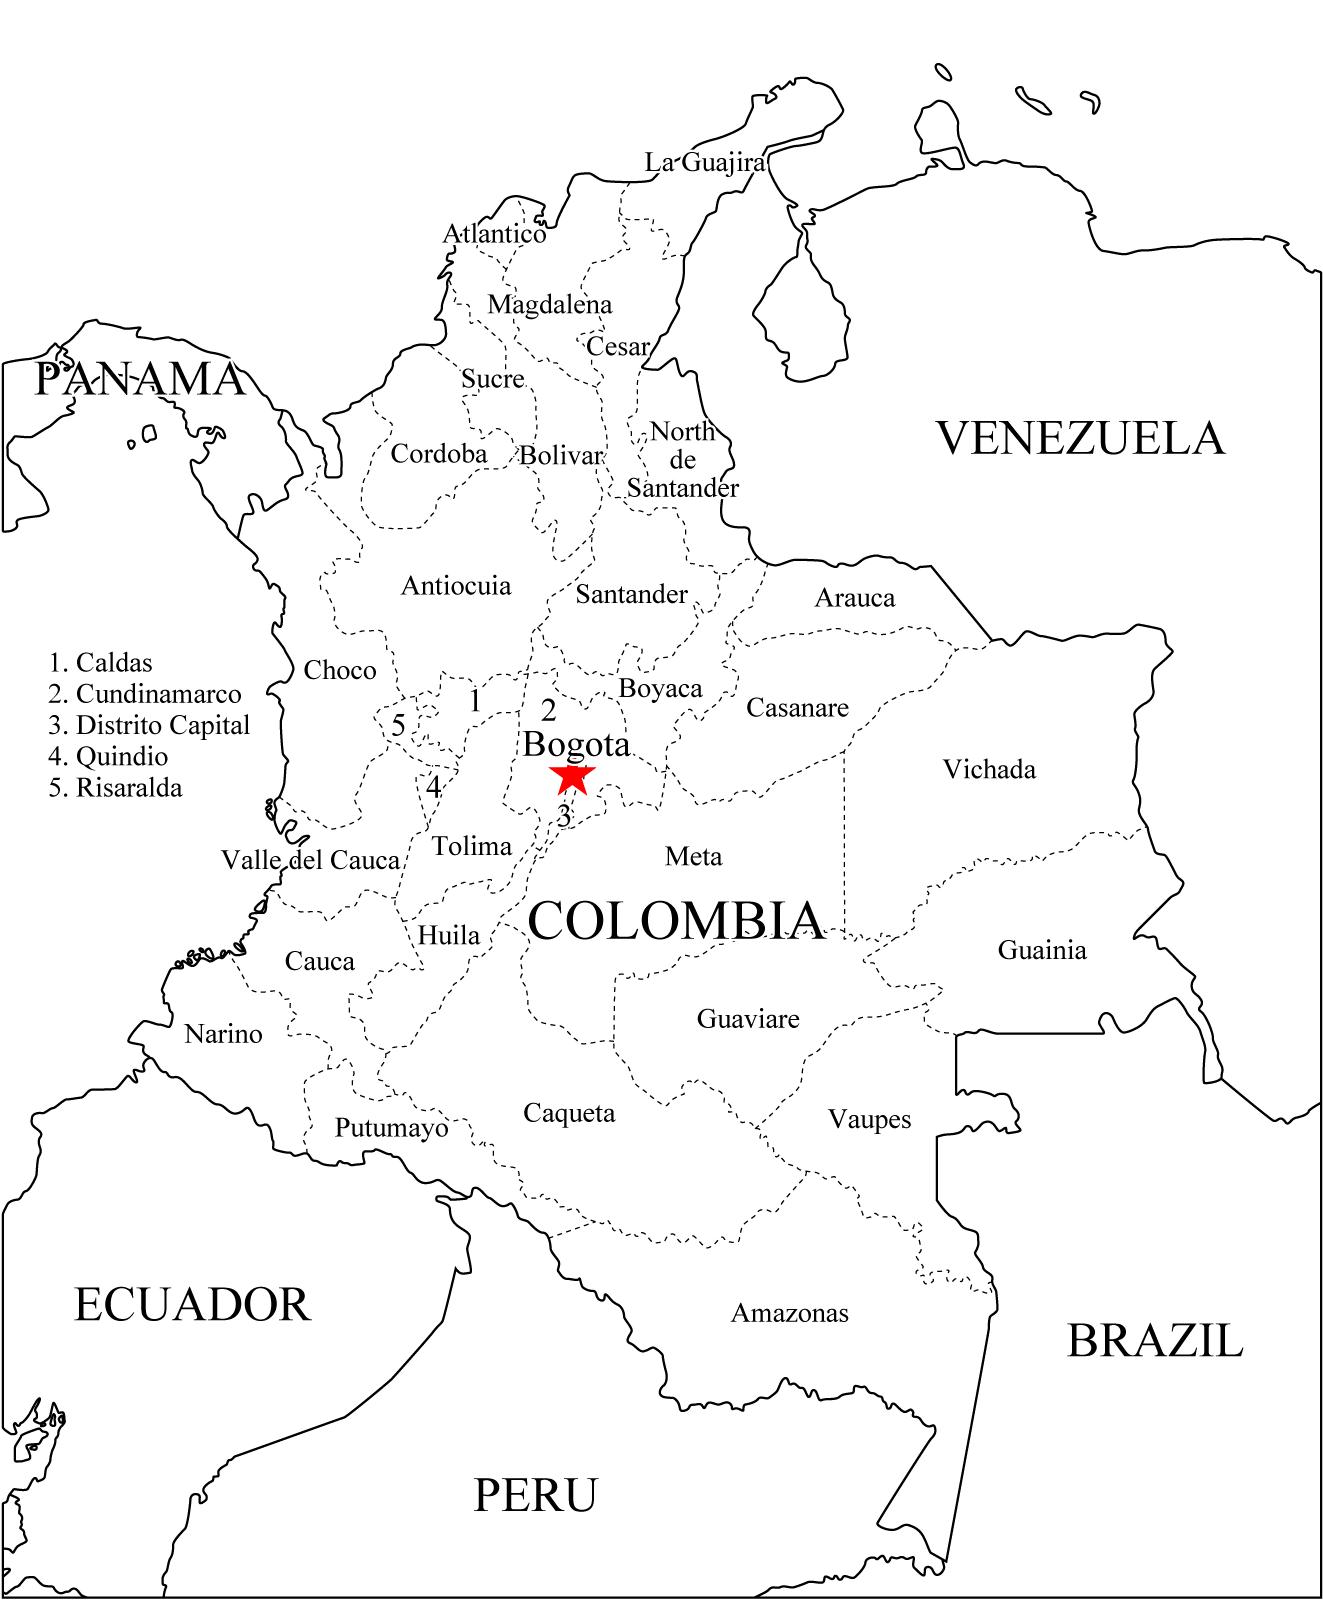 La Guajira
Atlantico
Magdalena
Cesar
PANAMA
Sucre
VENEZUELA
North
de
Santander
Cordoba
Bolivar
Antiocuia
Santander
Arauca
1. Caldas
2. Cundinamarco
3. Distrito Capital
4. Quindio
5. Risaralda
Choco
Boyaca
1
2
5
Casanare
Bogota
Vichada
4
3
Tolima
Valle del Cauca
Meta
COLOMBIA
Huila
Cauca
Guainia
Narino
Guaviare
Caqueta
Vaupes
Putumayo
ECUADOR
Amazonas
BRAZIL
PERU